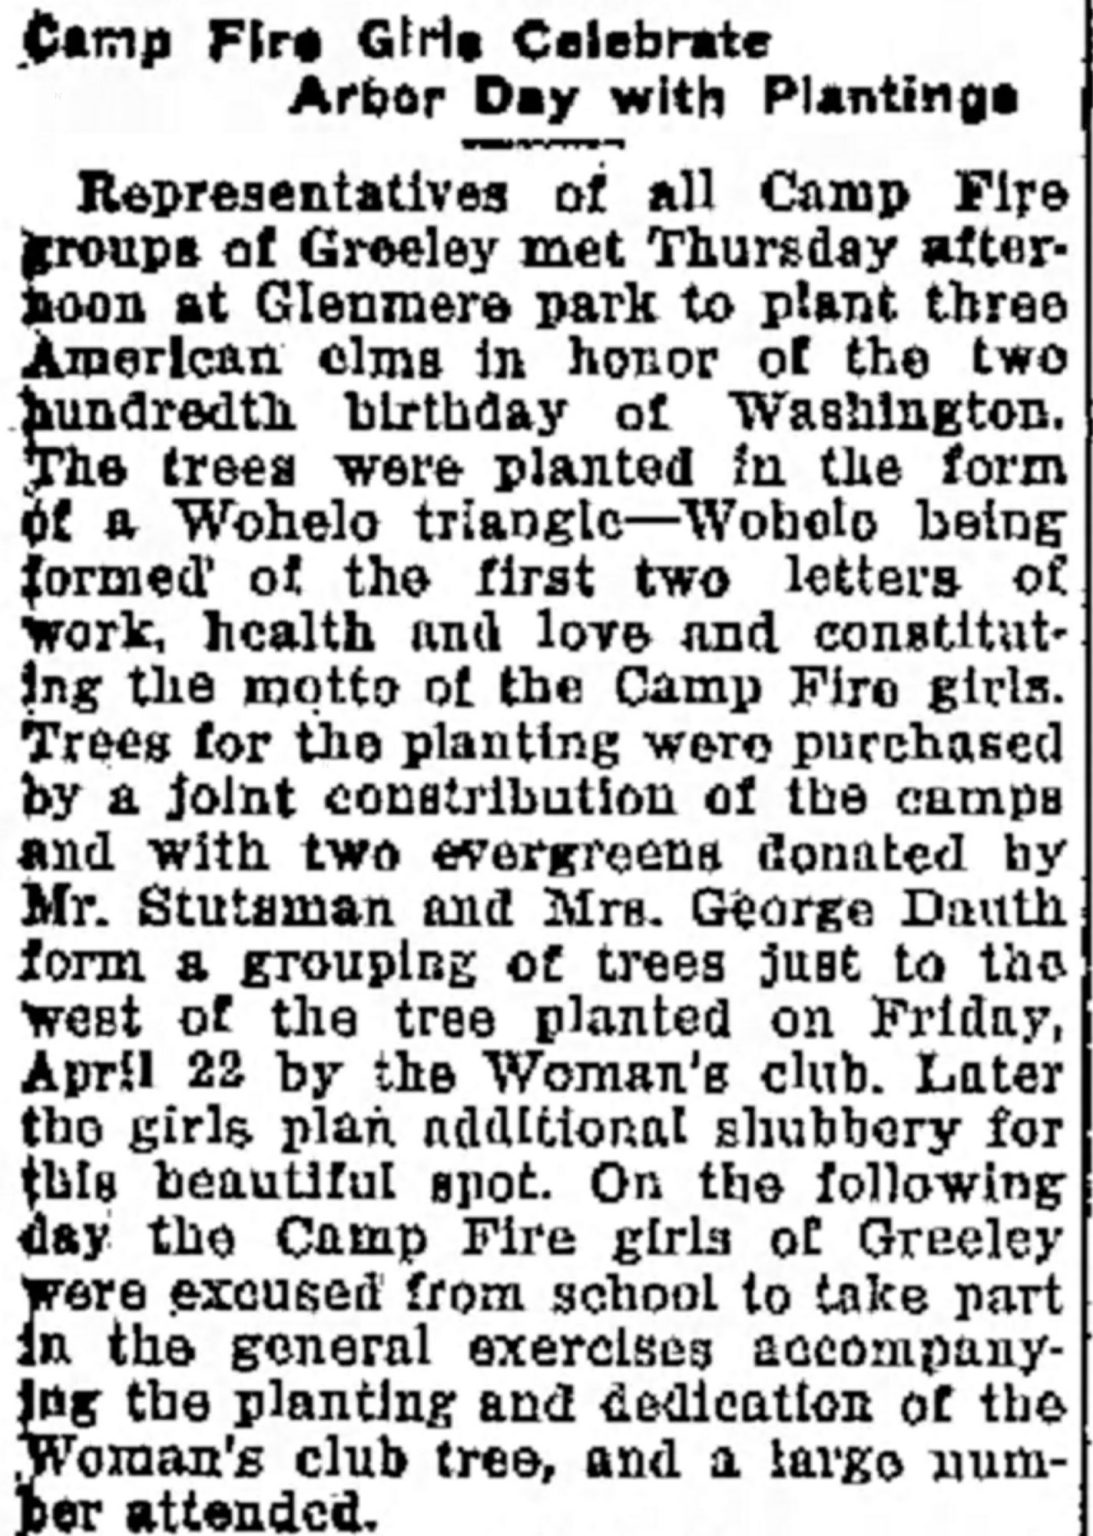 Camp Fire Girls Celebrate
Arbor Day with Plantings
Representatives of all Camp Fire
groups of Greeley met Thursday after-
noon at Glenmere park to plant three
American elms in honor of the two
hundredth birthday of Washington.
The trees were planted in the form
of a Wohelo triangle—Wohelo being
formed of the first two letters of
work, health and love and constitut-
ing the motto of the Camp Fire girls.
Trees for the planting were purchased
by a joint constribution of the camps
and with two evergreens donated by
Mr. Stutsman and Mrs. George Dauth
form a grouping of trees just to the
west of the tree planted on Friday,
April 22 by the Woman's club. Later
the girls plan additional shubbery for
this beautiful spot. On the following
day the Camp Fire girls of Greeley
were excused from school to take part
in the general exercises accompany-
ing the planting and dedication of the
Woman's club tree, and a large num-
ber attended.